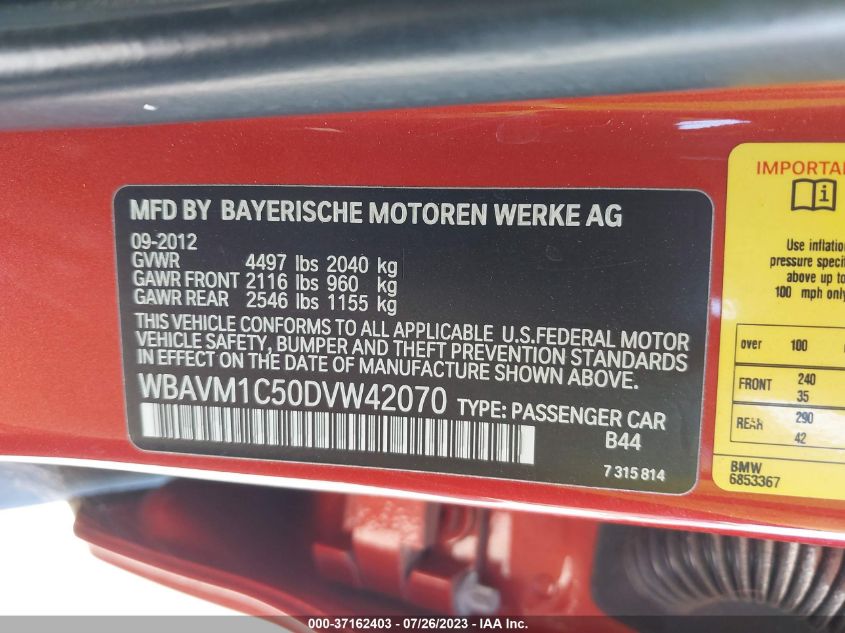 MFD BY BAYERISCHE MOTOREN WERKE AG
09-2012
GVWR 4497 lbs 2040 kg
GAWR FRONT 2116 lbs 960 kg
GAWR REAR 2546 lbs 1155 kg
THIS VEHICLE CONFORMS TO ALL APPLICABLE U.S.FEDERAL MOTOR
VEHICLE SAFETY, BUMPER AND THEFT PREVENTION STANDARDS
IN EFFECT ON THE DATE OF MANUFACTURE SHOWN ABOVE.
WBAVM1C50DVW42070 TYPE: PASSENGER CAR
B44
7 315 814
IMPORTA
Use inflatio
pressure speci
above up to
100 mph only
over 100
FRONT 240
35
REAR 290
42
BMW
6853367
000-37162403 - 07/26/2023 - IAA Inc.